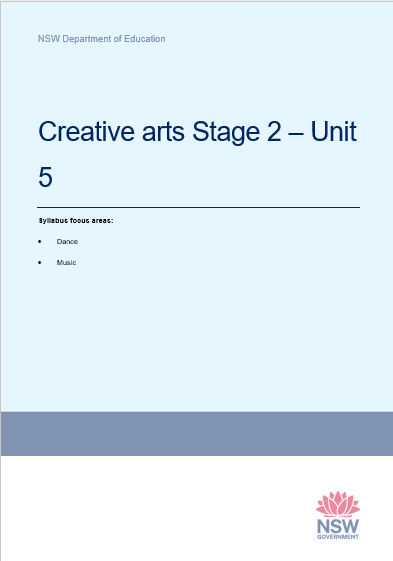 NSW Department of Education
Creative arts Stage 2 – Unit
5
Syllabus focus areas:
• Dance
• Music
NSW
GOVERNMENT